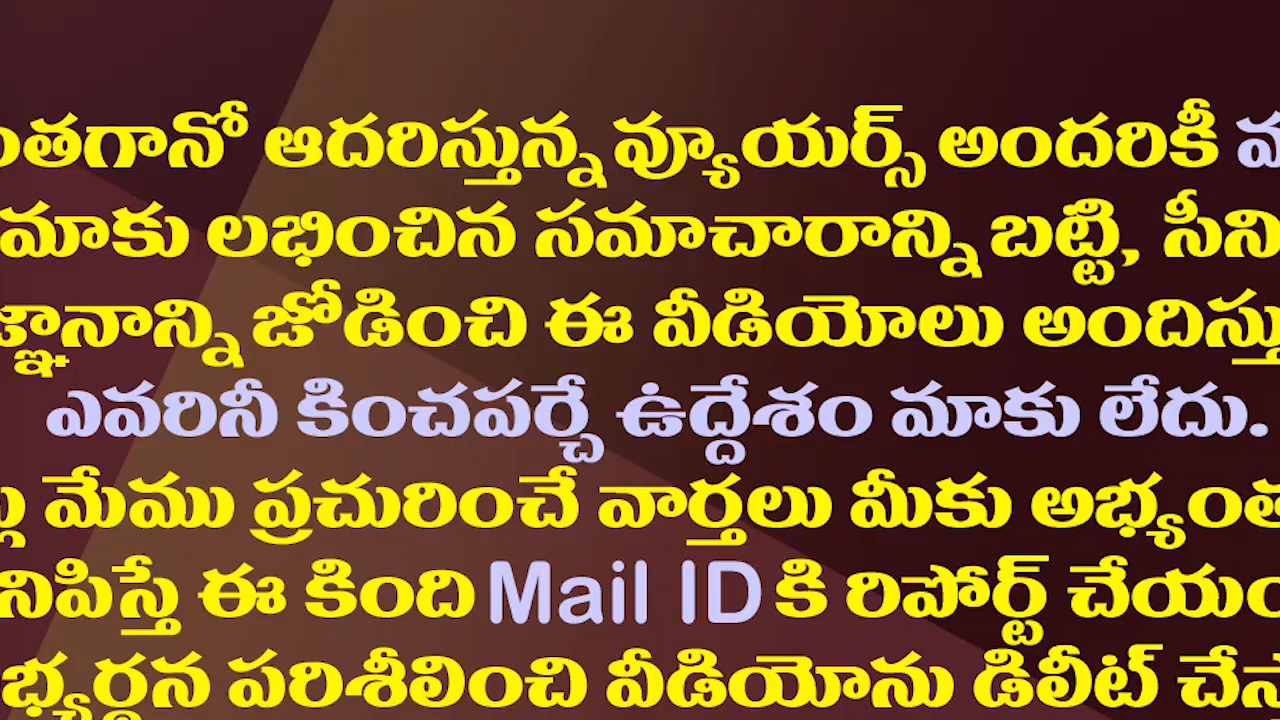 ఆదరిస్తున్న వ్యూయర్స్ అందరికీ
మాకు లభించిన సమాచారాన్ని బట్టి,
జోడించి ఈ వీడియోలు
ఎవరినీ కించపర్చే ఉద్దేశం మాకు లేదు.
మేము ప్రచురించే వార్తలు మీకు
ఈ కింది Mail ID కి రిపోర్ట్
పరిశీలించి వీడియోను డిలీట్